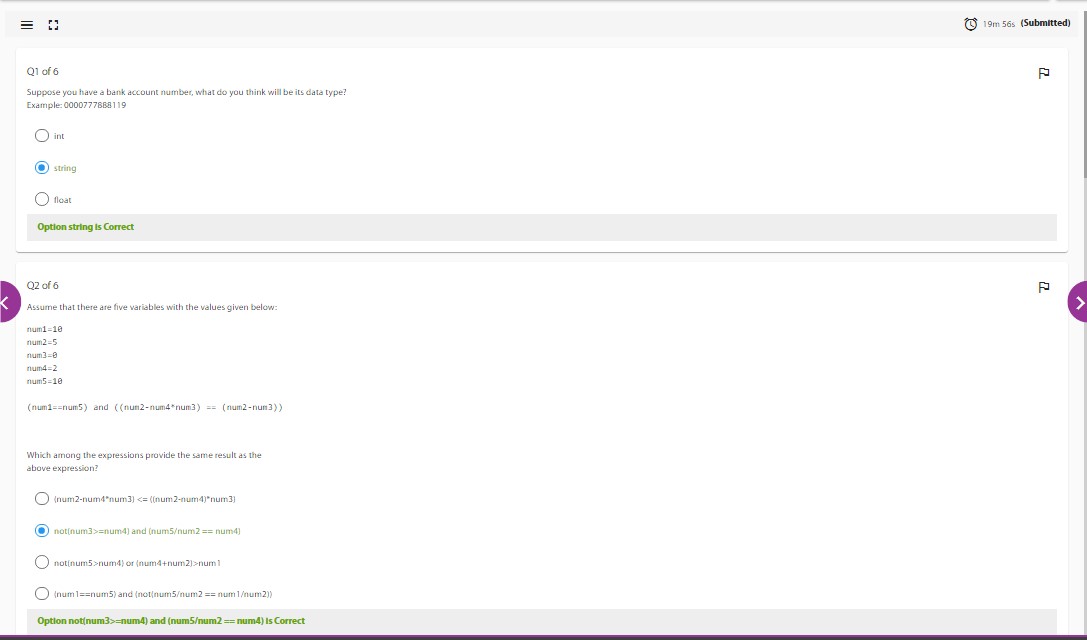 19m 56s (Submitted)
Q1 of 6
Suppose you have a bank account number, what do you think will be its data type?
Example: 0000777888119
int
string
float
Option string is Correct
Q2 of 6
Assume that there are five variables with the values given below:
num1=10
num2=5
num3=0
num4=2
num5=10
(num1==num5) and ((num2-num4*num3) == (num2-num3))
Which among the expressions provide the same result as the
above expression?
(num2-num4*num3) <= ((num2-num4)*num3)
not(num3>=num4) and (num5/num2 == num4)
not(num5>num4) or (num4+num2)>num1
(num1==num5) and (not(num5/num2 == num1/num2))
Option not(num3>=num4) and (num5/num2 == num4) is Correct